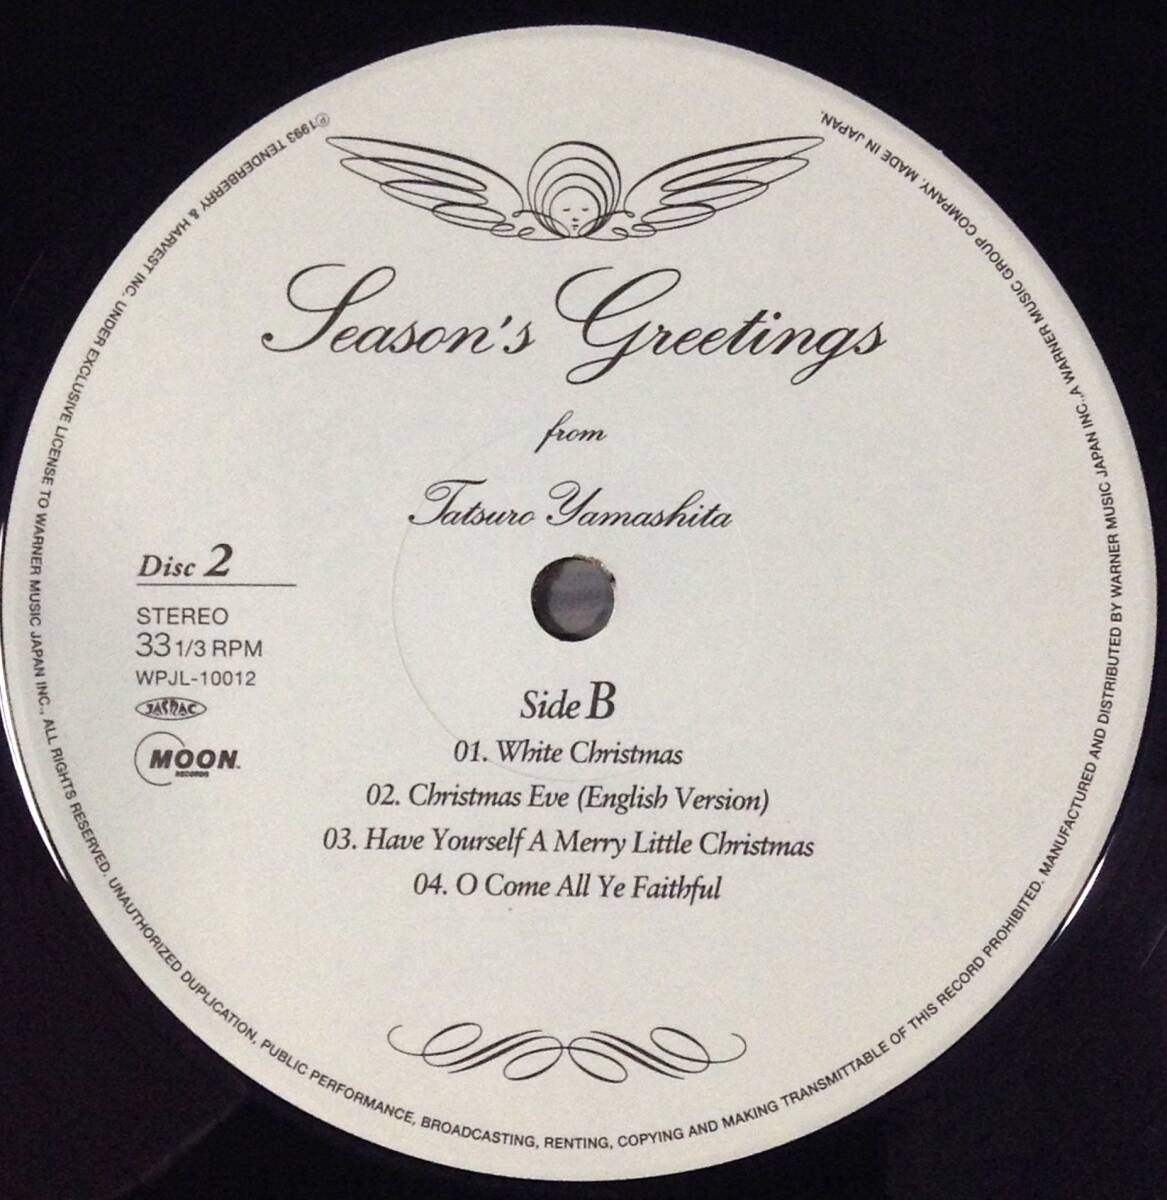 Season's Greetings
from
Tatsuro Yamashita
Disc 2
STEREO
33 1/3 RPM
WPJL-10012
JASRAC
MOON
RECORDS
Side B
01. White Christmas
02. Christmas Eve (English Version)
03. Have Yourself A Merry Little Christmas
04. O Come All Ye Faithful
Ⓟ1993 TENDERBERRY & HARVEST INC. UNDER EXCLUSIVE LICENSE TO WARNER MUSIC JAPAN INC., ALL RIGHTS RESERVED. UNAUTHORIZED DUPLICATION, PUBLIC PERFORMANCE, BROADCASTING, RENTING, COPYING AND MAKING TRANSMITTABLE OF THIS RECORD PROHIBITED. MANUFACTURED AND DISTRIBUTED BY WARNER MUSIC JAPAN INC., A WARNER MUSIC GROUP COMPANY. MADE IN JAPAN.